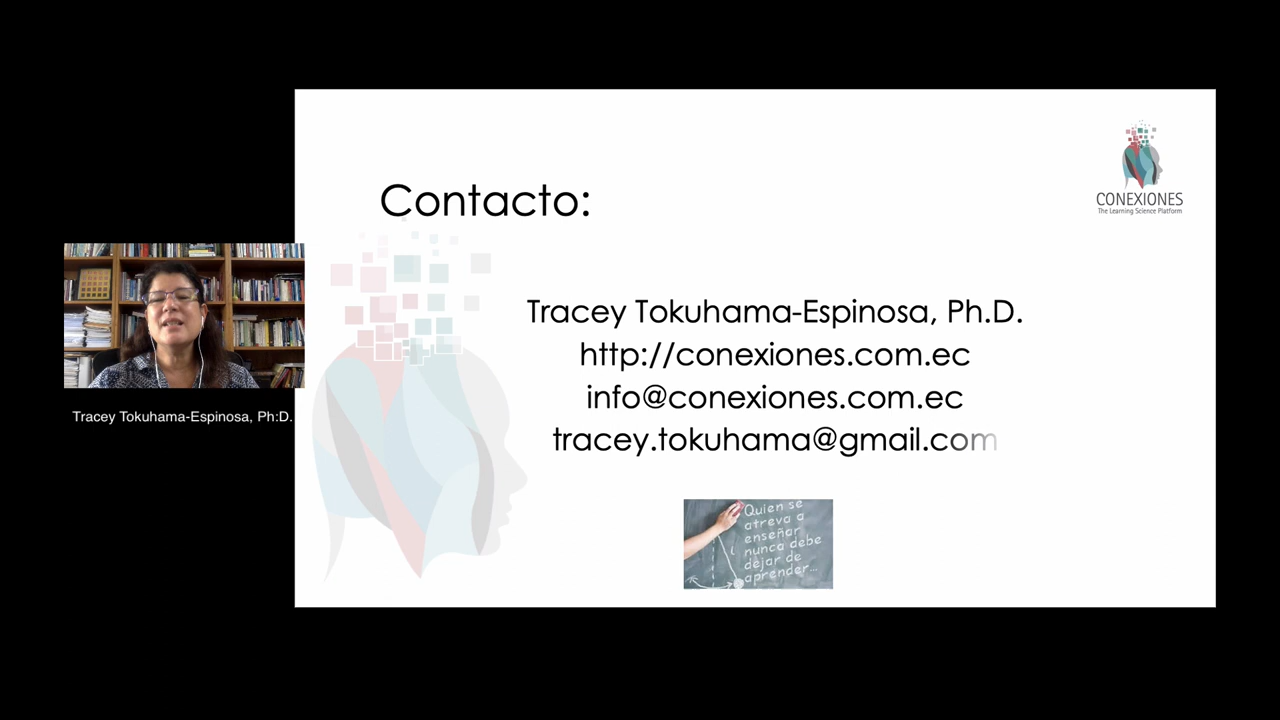 CONEXIONES
The Learning Science Platform
Contacto:
Tracey Tokuhama-Espinosa, Ph.D.
http://conexiones.com.ec
info@conexiones.com.ec
tracey.tokuhama@gmail.com
Tracey Tokuhama-Espinosa, Ph:D.
Quien se
atreva a
enseñar
nunca debe
dejar de
aprender...